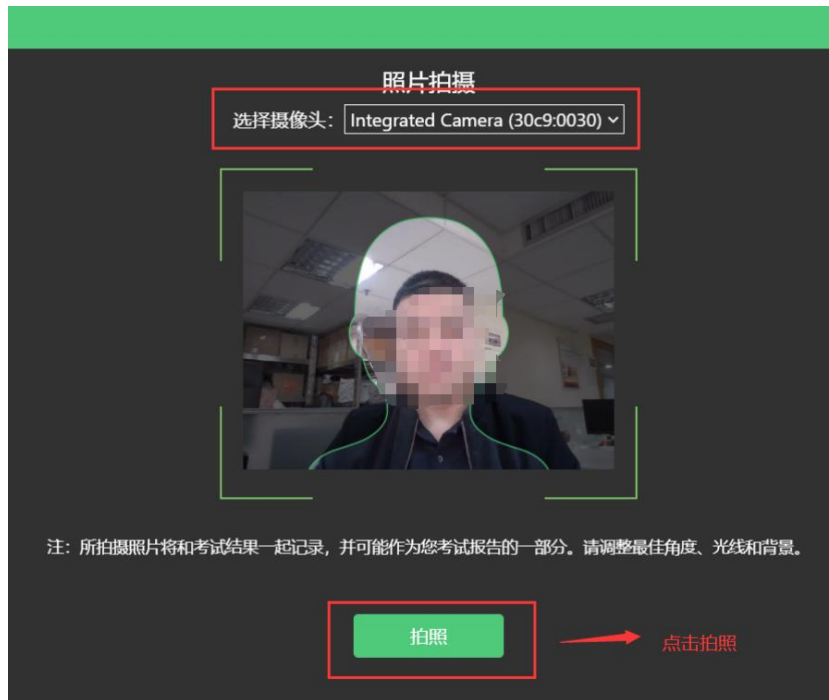 照片拍摄
选择摄像头： Integrated Camera (30c9:0030)
注：所拍摄照片将和考试结果一起记录，并可能作为您考试报告的一部分。请调整最佳角度、光线和背景。
拍照
点击拍照